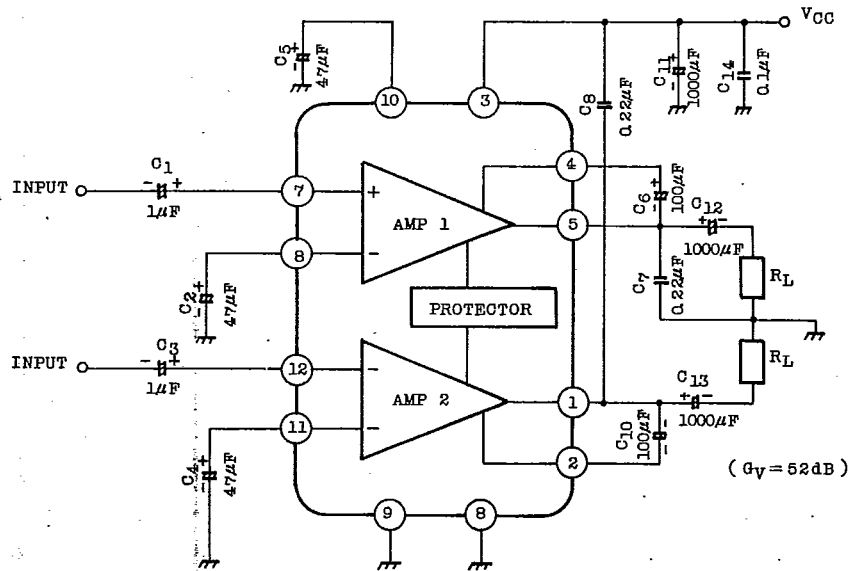 VCC
C5
47μF
- +
10
3
C8
0.22μF
C11
1000μF
- +
C14
0.1μF
4
C6
100μF
- +
C1
INPUT
- +
1μF
7
+
AMP 1
5
C12
+ -
1000μF
8
-
C2
47μF
- +
PROTECTOR
C7
0.22μF
RL
C3
INPUT
- +
1μF
12
-
AMP 2
1
C13
+ -
1000μF
RL
11
-
C4
47μF
- +
C10
100μF
2
(GV=52dB)
9
8